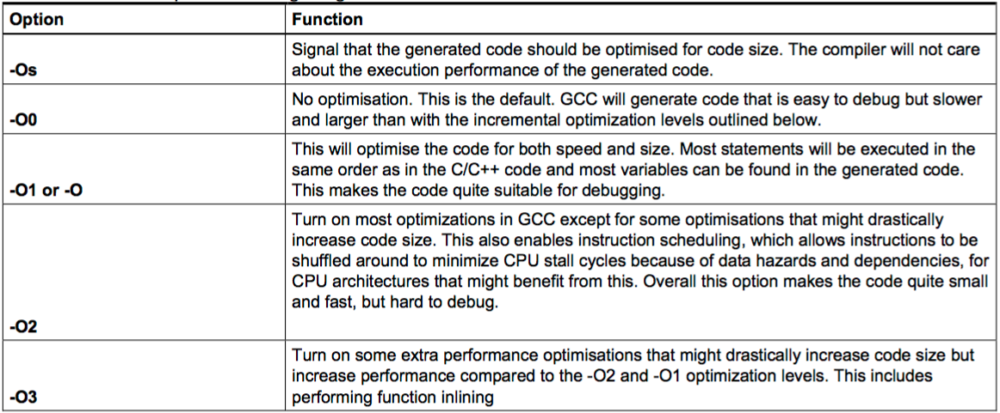 Option Function
Signal that the generated code should be optimised for code size. The compiler will not care
about the execution performance of the generated code.
-Os
No optimisation. This is the default. GCC will generate code that is easy to debug but slower
and larger than with the incremental optimization levels outlined below.
-O0
This will optimise the code for both speed and size. Most statements will be executed in the
same order as in the C/C++ code and most variables can be found in the generated code.
This makes the code quite suitable for debugging.
-O1 or -O
Turn on most optimizations in GCC except for some optimisations that might drastically
increase code size. This also enables instruction scheduling, which allows instructions to be
shuffled around to minimize CPU stall cycles because of data hazards and dependencies, for
CPU architectures that might benefit from this. Overall this option makes the code quite small
and fast, but hard to debug.
-O2
Turn on some extra performance optimisations that might drastically increase code size but
increase performance compared to the -O2 and -O1 optimization levels. This includes
performing function inlining
-O3